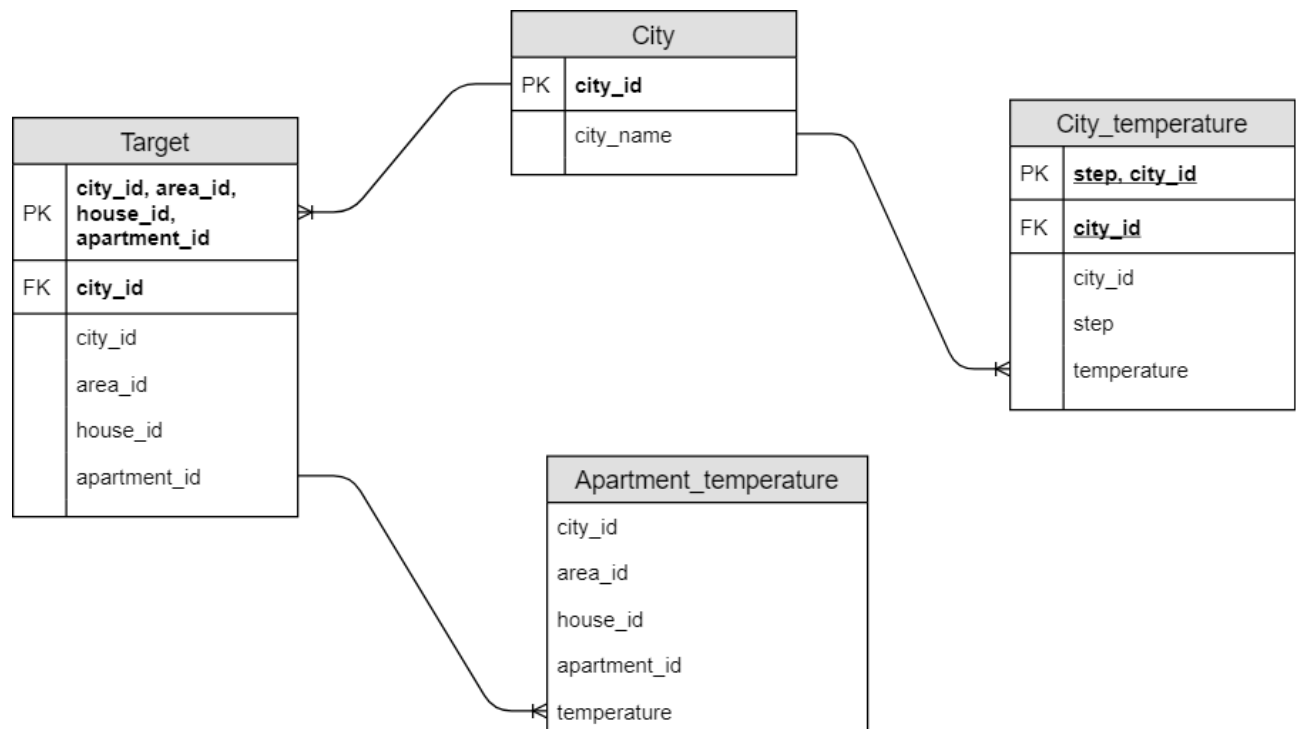 City
PK
city_id
city_name
Target
PK
city_id, area_id,
house_id,
apartment_id
FK
city_id
city_id
area_id
house_id
apartment_id
City_temperature
PK
step, city_id
FK
city_id
city_id
step
temperature
Apartment_temperature
city_id
area_id
house_id
apartment_id
temperature